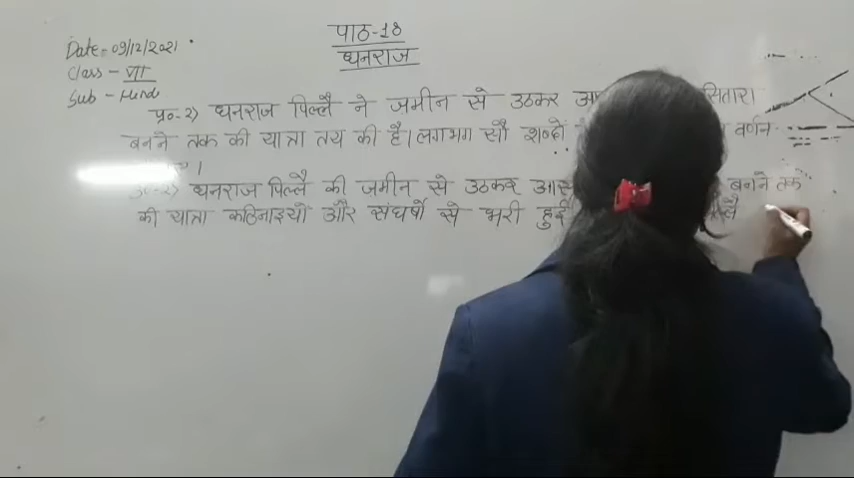 पाठ-18
धनराज
Date= 09/12/2021
Class - VII
Sub - Hindi
प्र०-2) धनराज पिल्लै ने जमीन से उठकर आ सितारा
बनने तक की यात्रा तय की है। लगभग सौ शब्दों वर्णन
।
उ०-2) धनराज पिल्लै की जमीन से उठकर आस बनने तक
की यात्रा कठिनाइयों और संघर्षों से भरी हुई